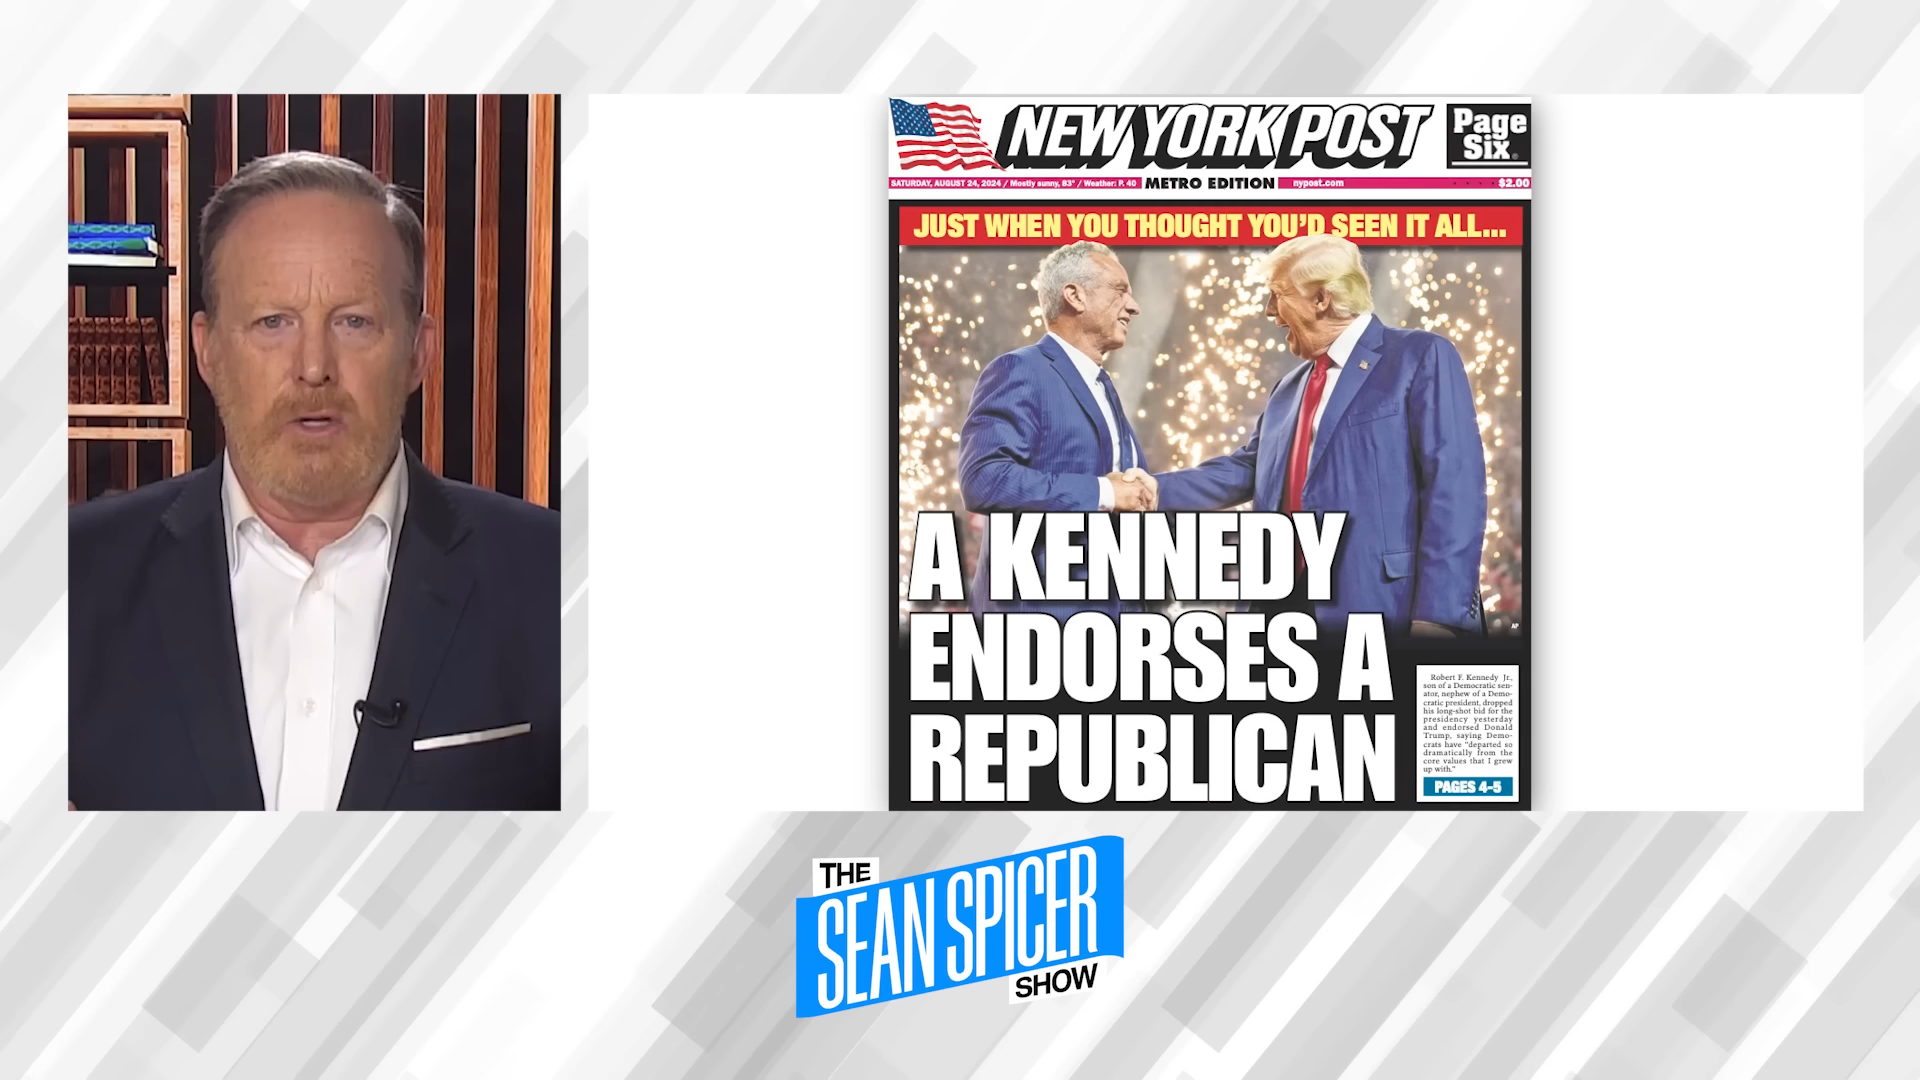 NEW YORK POST
Page
Six®
SATURDAY, AUGUST 24, 2024 / Mostly sunny, 83° / Weather: P. 40 METRO EDITION nypost.com $2.00
JUST WHEN YOU THOUGHT YOU'D SEEN IT ALL...
AP
A KENNEDY
ENDORSES A
REPUBLICAN
Robert F. Kennedy Jr.,
son of a Democratic sen-
ator, nephew of a Demo-
cratic president, dropped
his long-shot bid for the
presidency yesterday
and endorsed Donald
Trump, saying Demo-
crats have "departed so
dramatically from the
core values that I grew
up with."
PAGES 4-5
THE
SEAN SPICER
SHOW